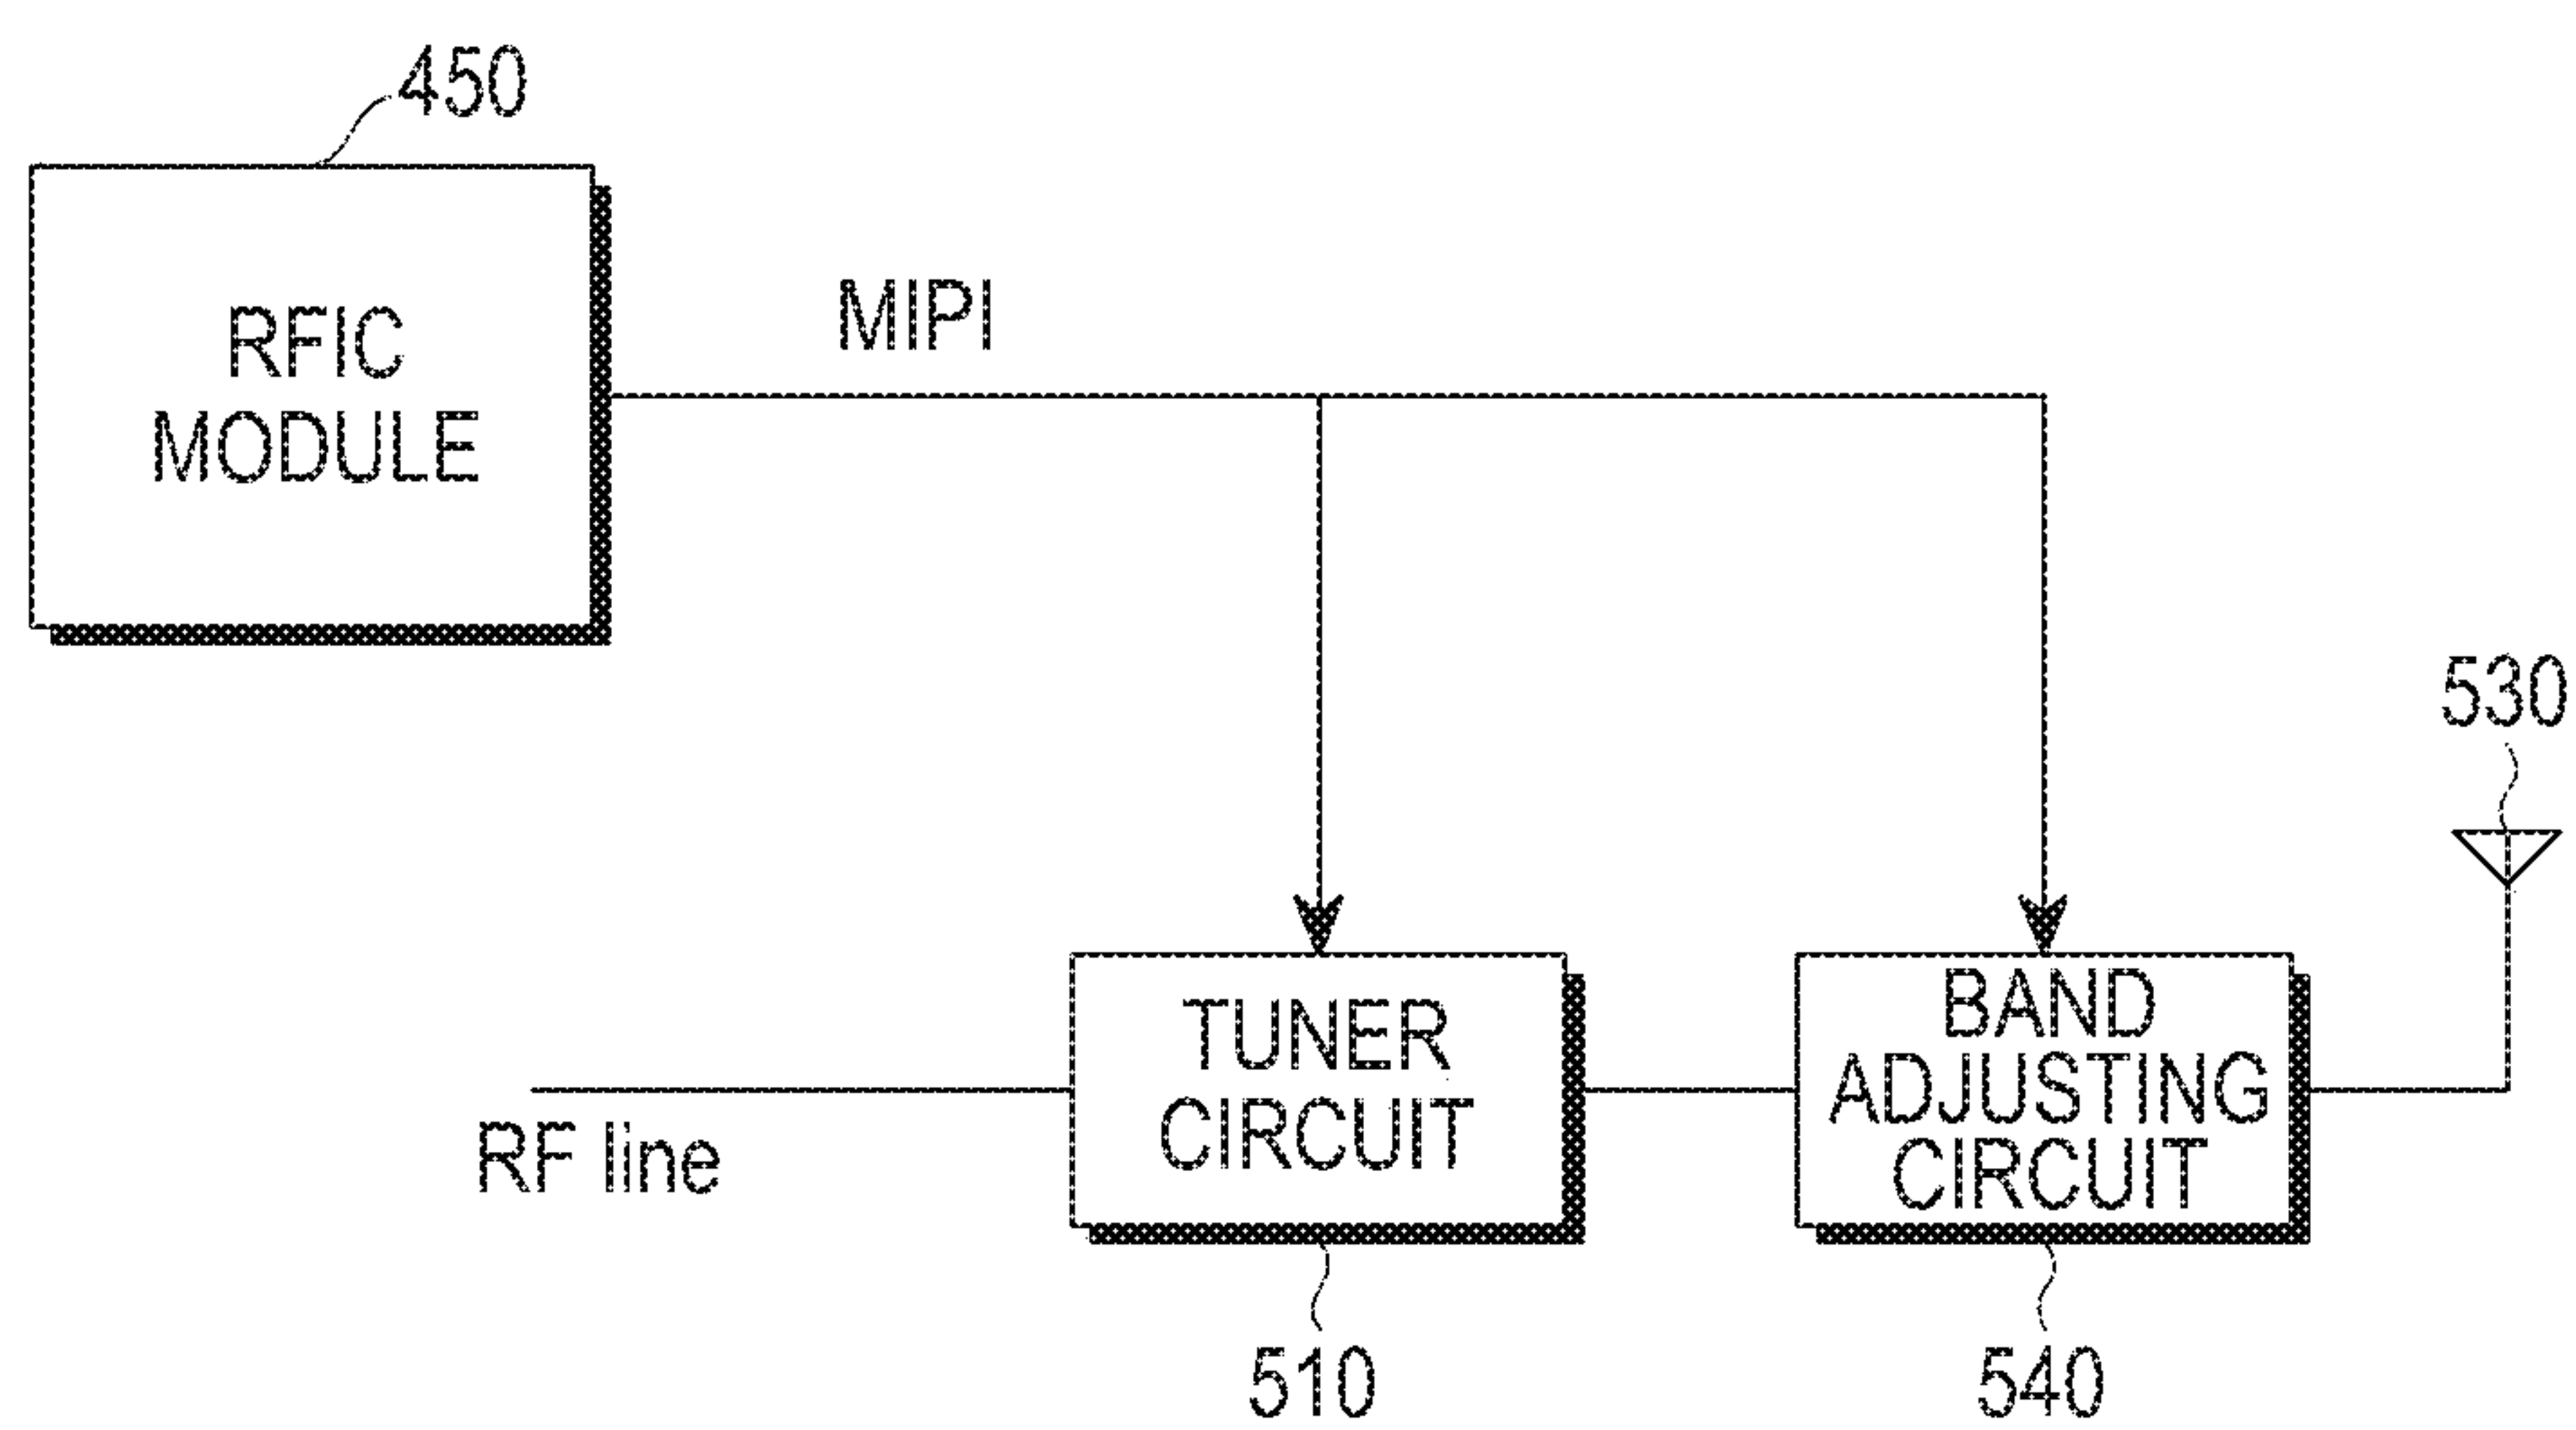 450
RFIC
MODULE
MIPI
530
TUNER
CIRCUIT
BAND
ADJUSTING
CIRCUIT
RF line
510
540